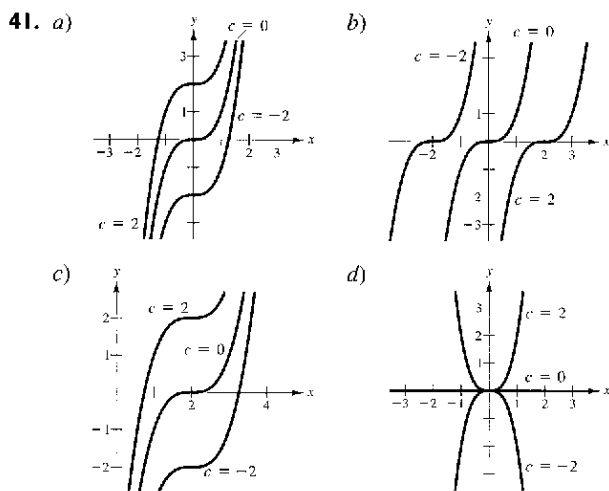 41. a)
y
c = 0
3
1
c = −2
−3 −2 2 3 x
c = 2
b)
y
c = 0
c = −2
1
−2 1 2 3 x
2
c = 2
−3
c)
y
c = 2
2
1
c = 0
1 2 4 x
−1
−2
c = −2
d)
y
3
c = 2
2
1
c = 0
−3 −2 −1 1 2 3 x
c = −2